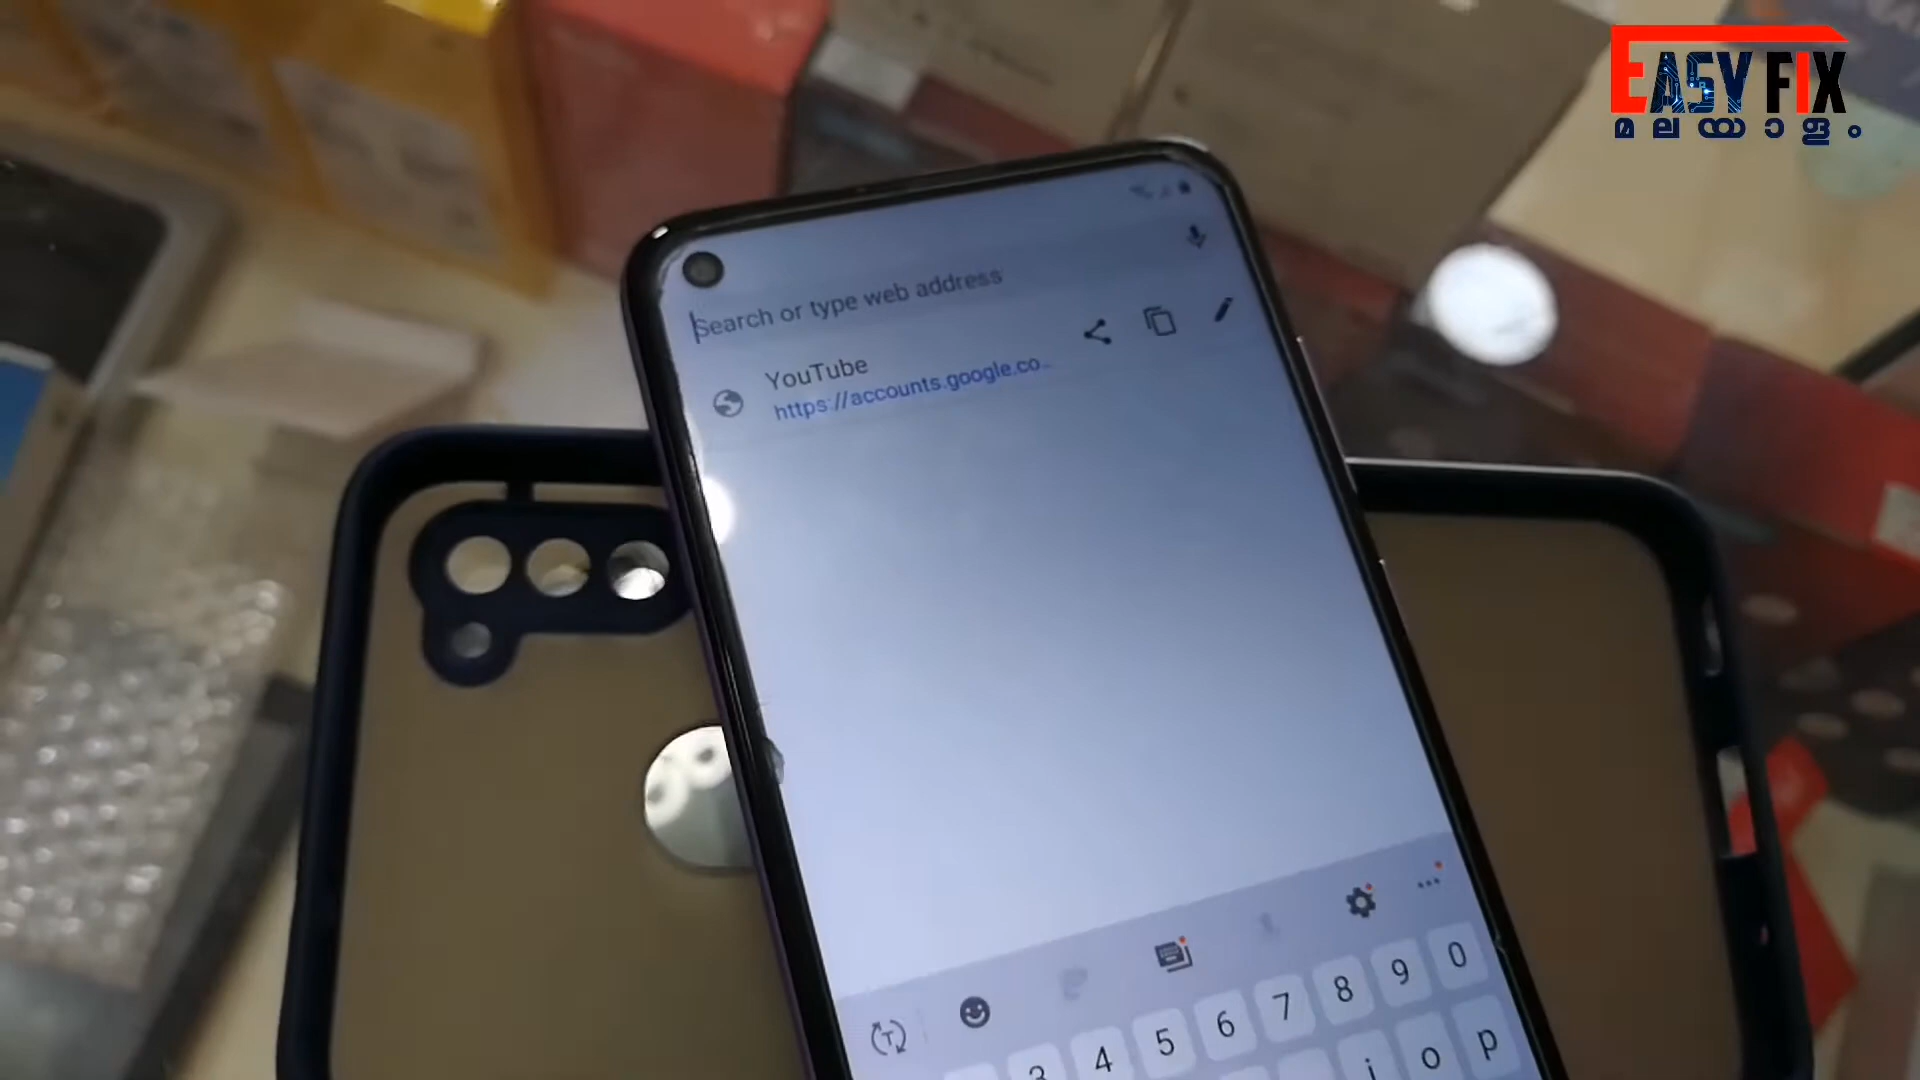 EASY FIX
മലയാളം
Search or type web address
YouTube
https://accounts.google.co...
3 4 5 6 7 8 9 0
i o p